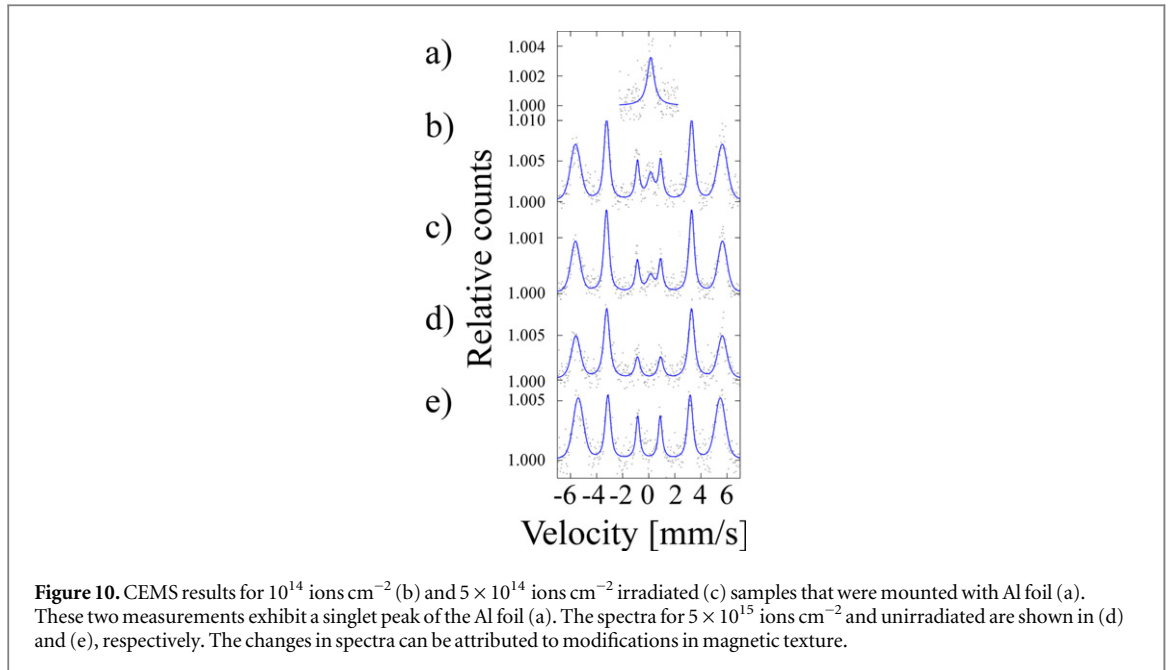 a)
1.004
1.002
1.000
b)
1.010
1.005
1.000
c)
1.001
1.000
d)
1.005
1.000
e)
1.005
1.000
Relative counts
-6 -4 -2 0 2 4 6
Velocity [mm/s]
Figure 10. CEMS results for 10¹⁴ ions cm⁻² (b) and 5 × 10¹⁴ ions cm⁻² irradiated (c) samples that were mounted with Al foil (a).
These two measurements exhibit a singlet peak of the Al foil (a). The spectra for 5 × 10¹⁵ ions cm⁻² and unirradiated are shown in (d)
and (e), respectively. The changes in spectra can be attributed to modifications in magnetic texture.